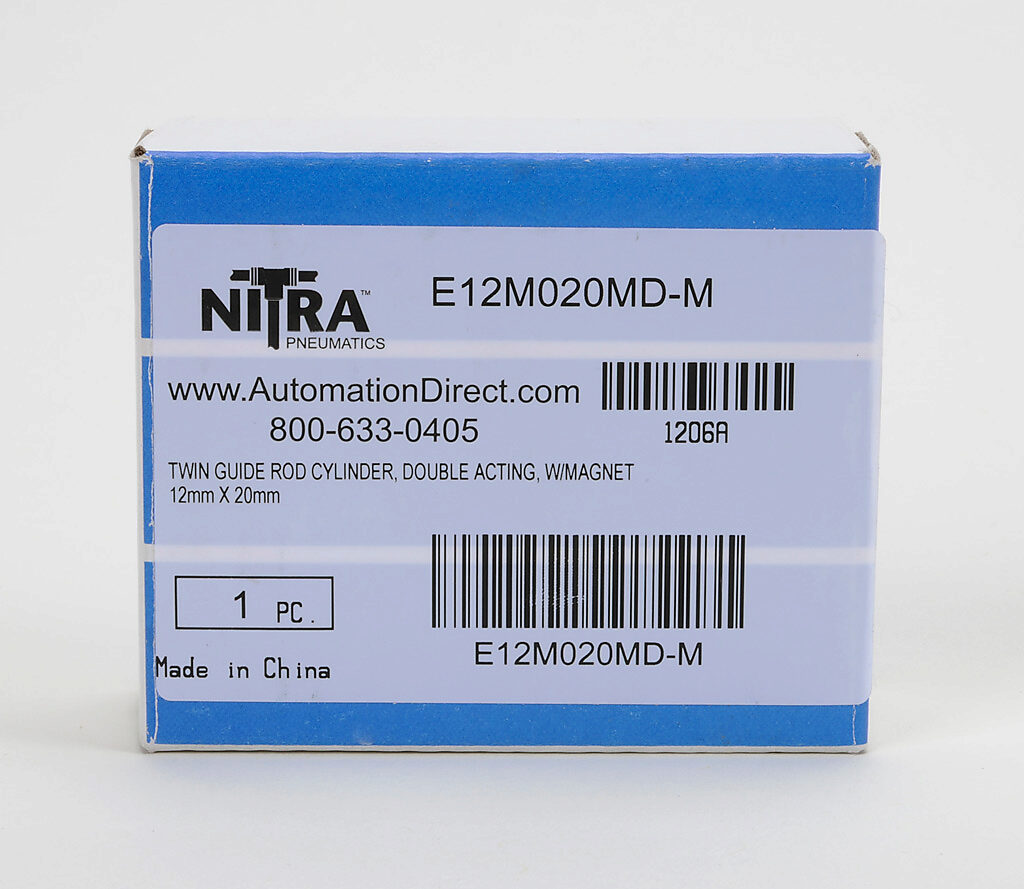 NITRA™
PNEUMATICS
E12M020MD-M
www.AutomationDirect.com
800-633-0405
1206A
TWIN GUIDE ROD CYLINDER, DOUBLE ACTING, W/MAGNET
12mm X 20mm
1 PC.
E12M020MD-M
Made in China